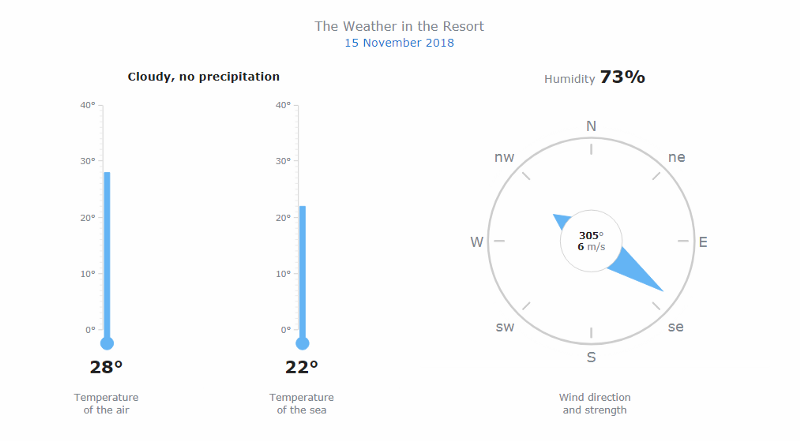 The Weather in the Resort
15 November 2018
Cloudy, no precipitation
Humidity 73%
40°
30°
20°
10°
0°
28°
Temperature
of the air
40°
30°
20°
10°
0°
22°
Temperature
of the sea
N
nw
ne
W
E
sw
se
S
305°
6 m/s
Wind direction
and strength